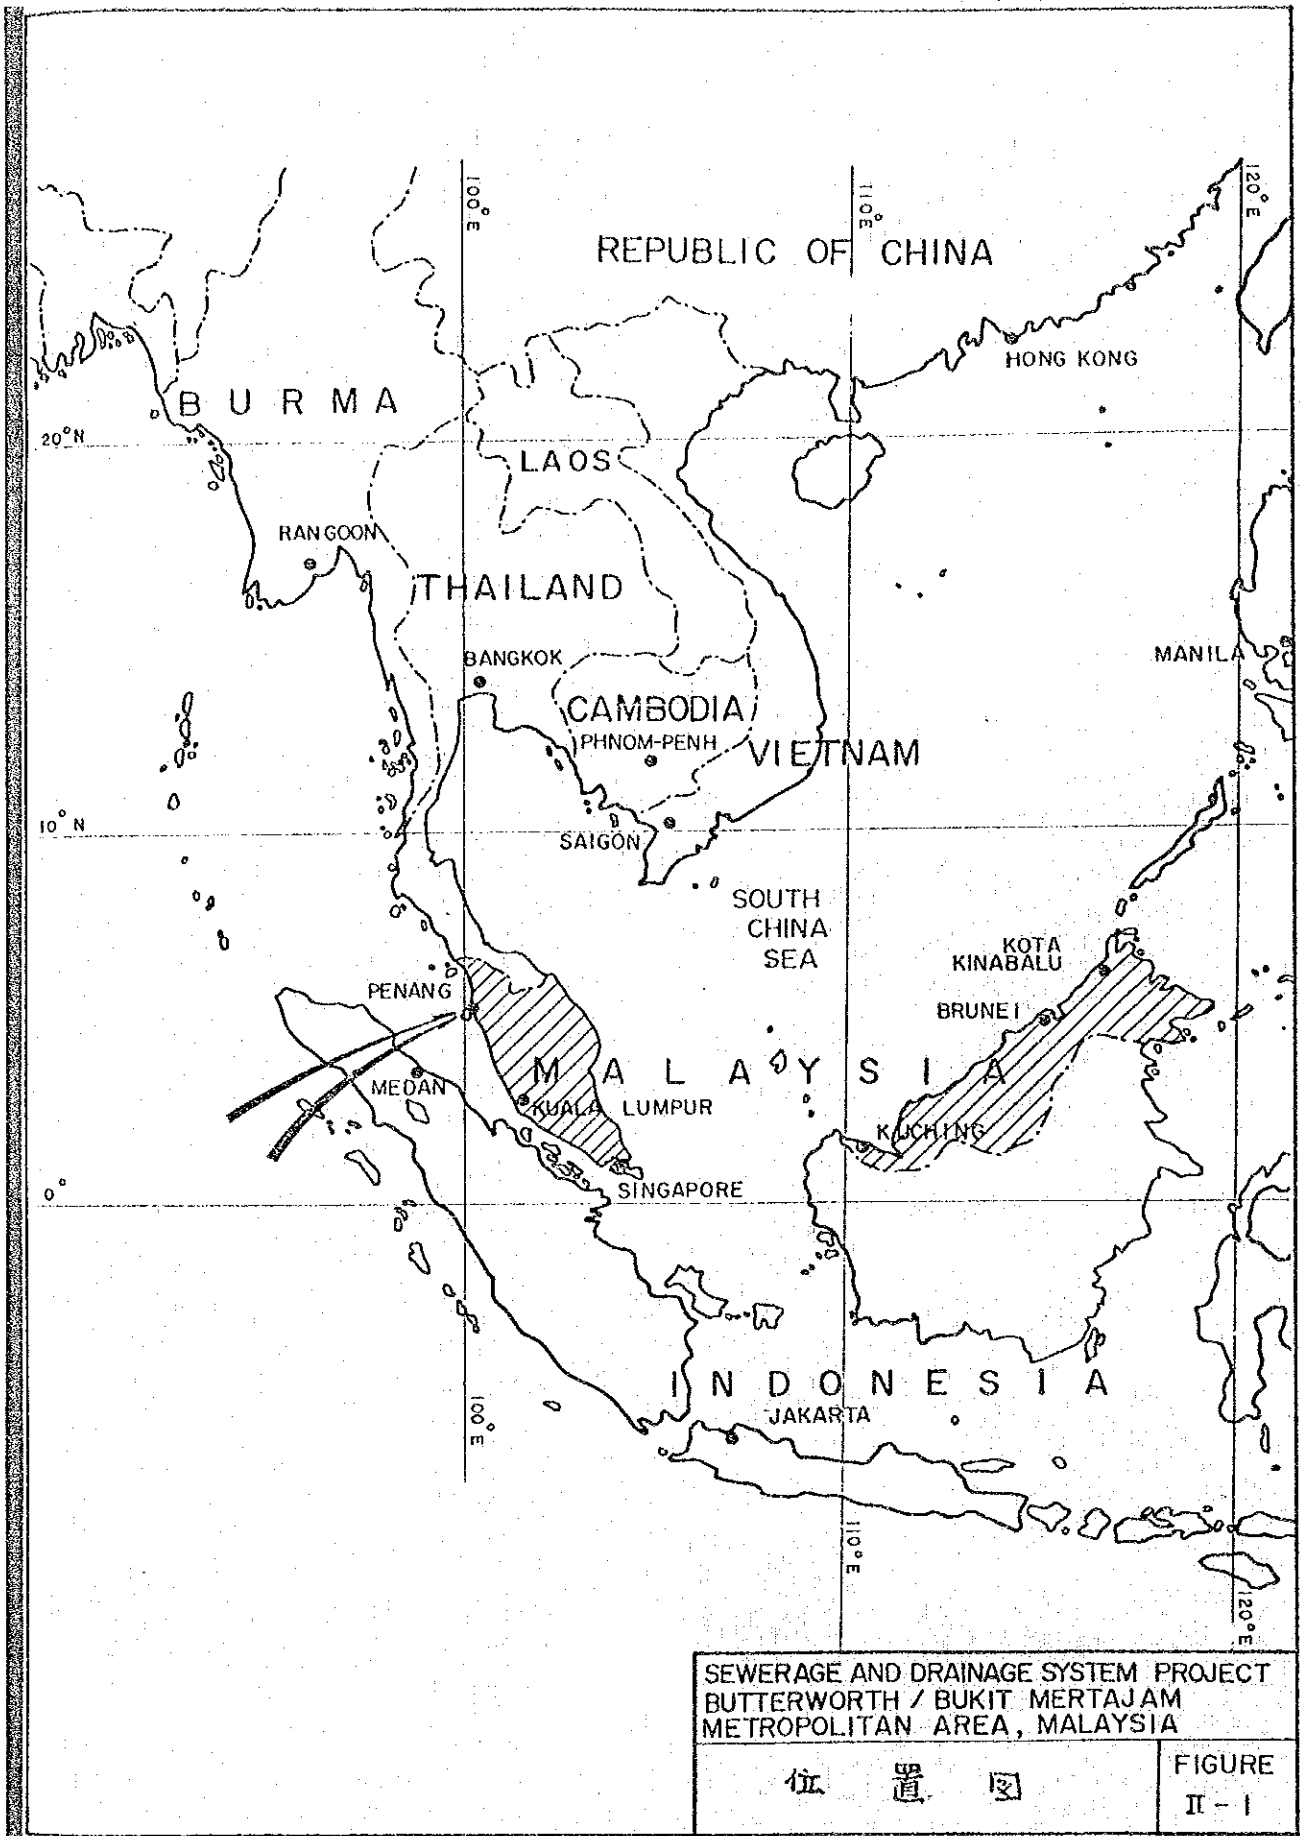 100°E
110°E
120°E
REPUBLIC OF CHINA
HONG KONG
BURMA
20°N
LAOS
RANGOON
THAILAND
BANGKOK
MANILA
CAMBODIA
PHNOM-PENH
VIETNAM
10°N
SAIGON
SOUTH
CHINA
SEA
KOTA
KINABALU
PENANG
BRUNEI
MALAYSIA
MEDAN
KUALA LUMPUR
KUCHING
SINGAPORE
0°
INDONESIA
JAKARTA
100°E
110°E
120°E
SEWERAGE AND DRAINAGE SYSTEM PROJECT
BUTTERWORTH / BUKIT MERTAJAM
METROPOLITAN AREA, MALAYSIA
位置図
FIGURE
II-1